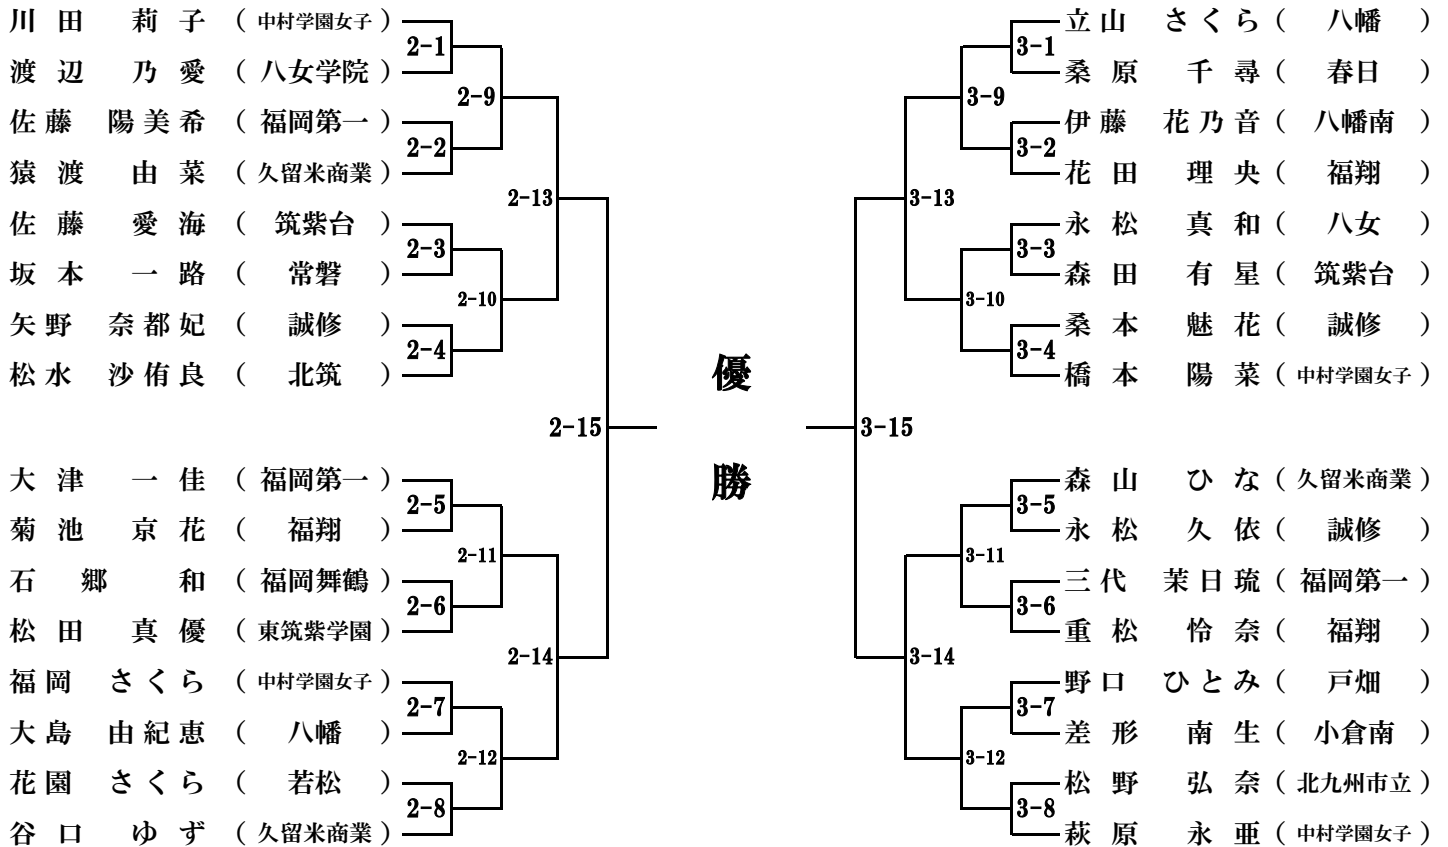 川田 莉子 （中村学園女子）
2-1
渡辺 乃愛 （八女学院）
2-9
佐藤 陽美希 （福岡第一）
2-2
猿渡 由菜 （久留米商業）
2-13
佐藤 愛海 （筑紫台）
2-3
坂本 一路 （常磐）
2-10
矢野 奈都妃 （誠修）
2-4
松水 沙侑良 （北筑）
2-15
大津 一佳 （福岡第一）
2-5
菊池 京花 （福翔）
2-11
石郷 和 （福岡舞鶴）
2-6
松田 真優 （東筑紫学園）
2-14
福岡 さくら （中村学園女子）
2-7
大島 由紀恵 （八幡）
2-12
花園 さくら （若松）
2-8
谷口 ゆず （久留米商業）
優
勝
立山 さくら （八幡）
3-1
桑原 千尋 （春日）
3-9
伊藤 花乃音 （八幡南）
3-2
花田 理央 （福翔）
3-13
永松 真和 （八女）
3-3
森田 有星 （筑紫台）
3-10
桑本 魅花 （誠修）
3-4
橋本 陽菜 （中村学園女子）
3-15
森山 ひな （久留米商業）
3-5
永松 久依 （誠修）
3-11
三代 茉日琉 （福岡第一）
3-6
重松 怜奈 （福翔）
3-14
野口 ひとみ （戸畑）
3-7
差形 南生 （小倉南）
3-12
松野 弘奈 （北九州市立）
3-8
萩原 永亜 （中村学園女子）